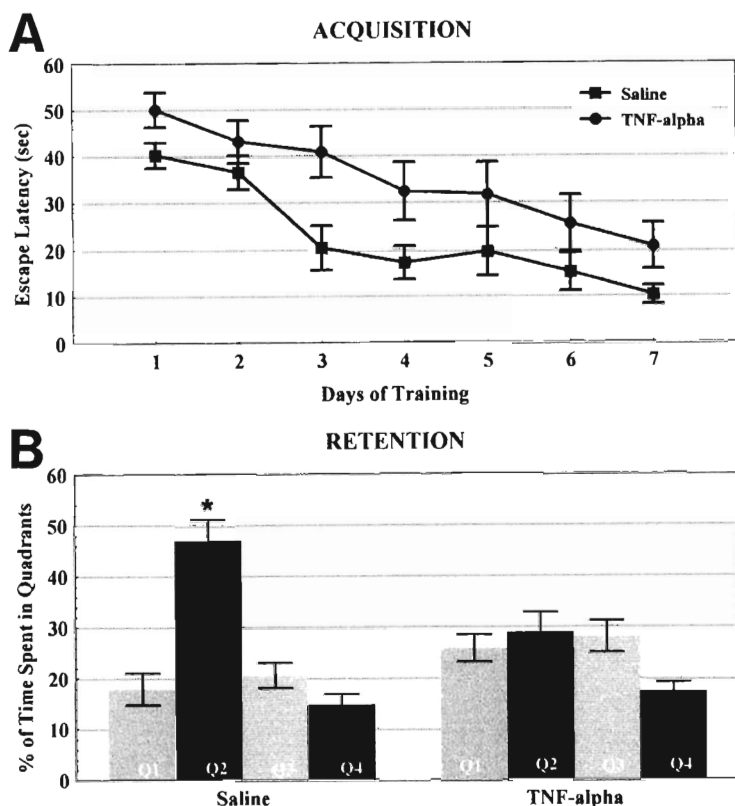 A
ACQUISITION
Escape Latency (sec)
60
50
40
30
20
10
0
Saline
TNF-alpha
1 2 3 4 5 6 7
Days of Training
B
RETENTION
% of Time Spent in Quadrants
60
50
40
30
20
10
0
*
Q1 Q2 Q3 Q4 Q1 Q2 Q3 Q4
Saline TNF-alpha